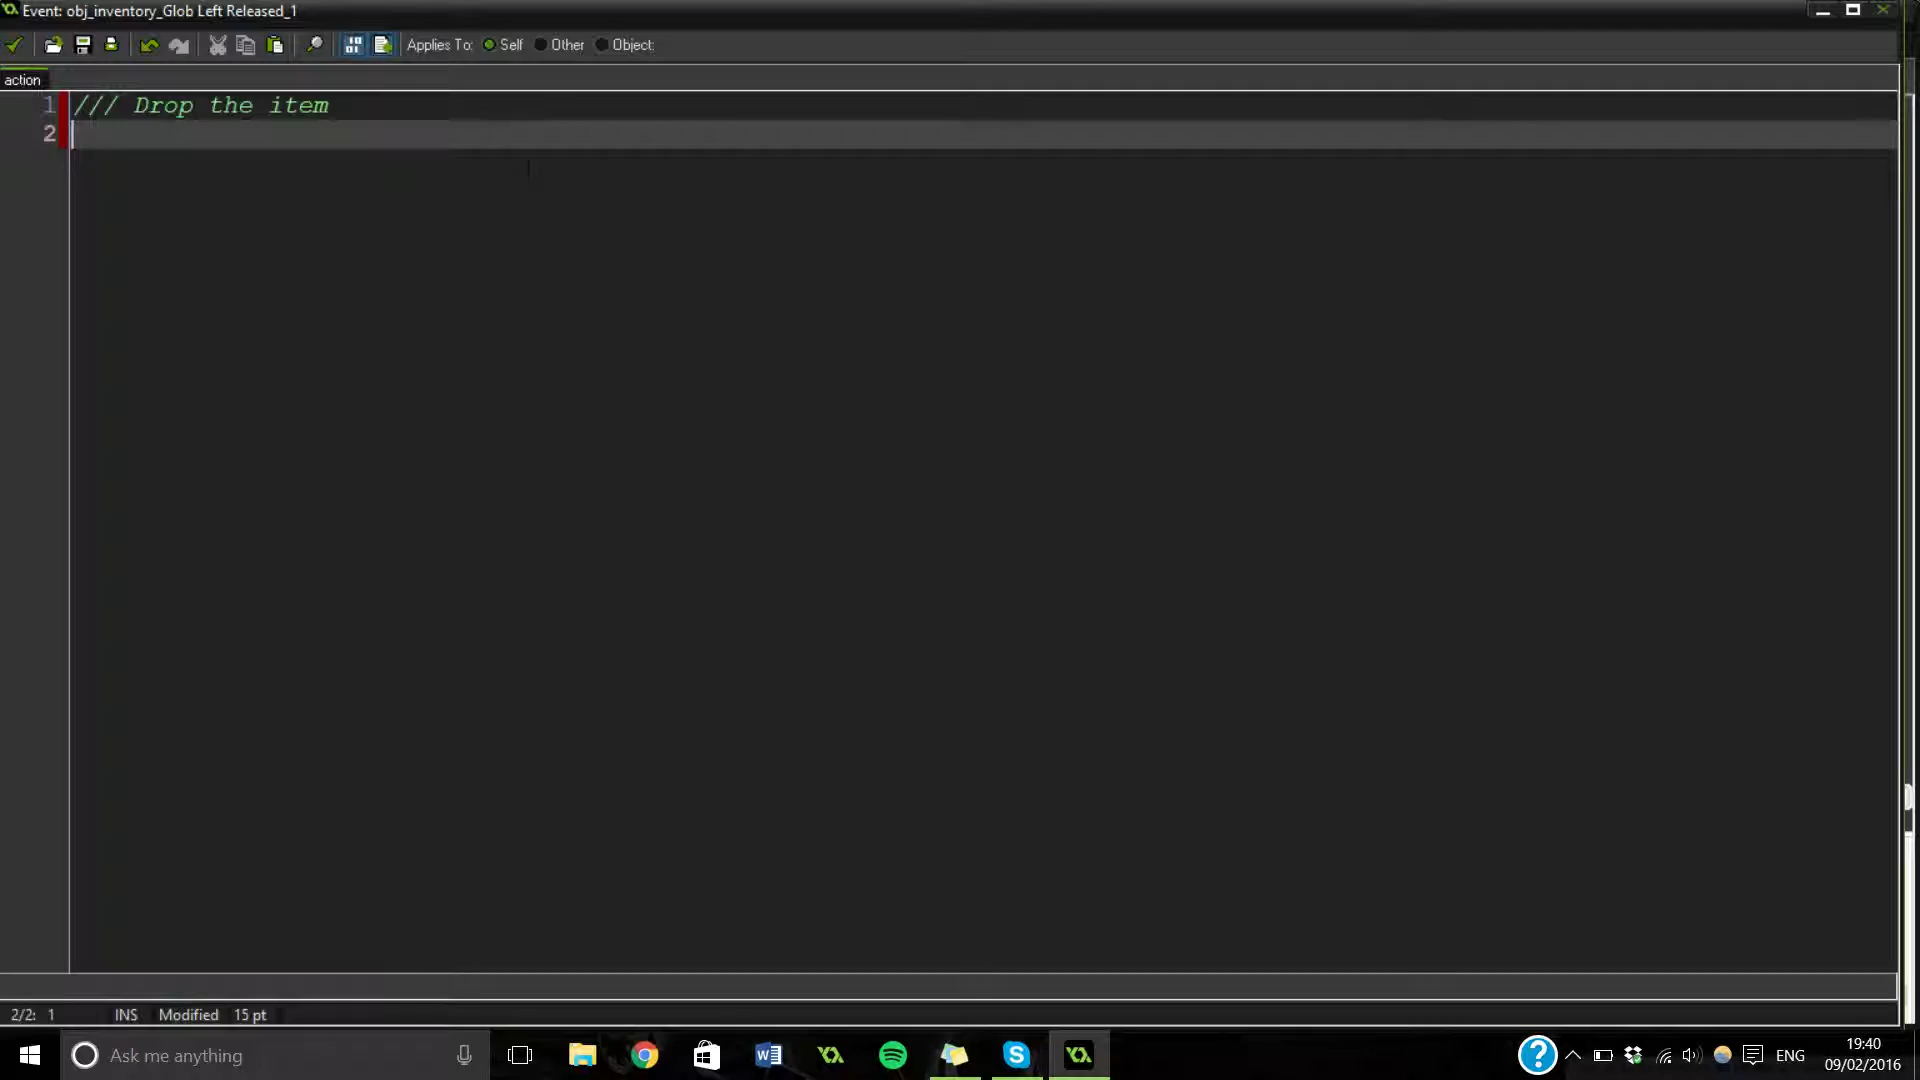 Event: obj_inventory_Glob Left Released_1
Applies To: Self Other Object:
action
1 /// Drop the item
2
2/2: 1 INS Modified 15 pt
Ask me anything
ENG
19:40
09/02/2016